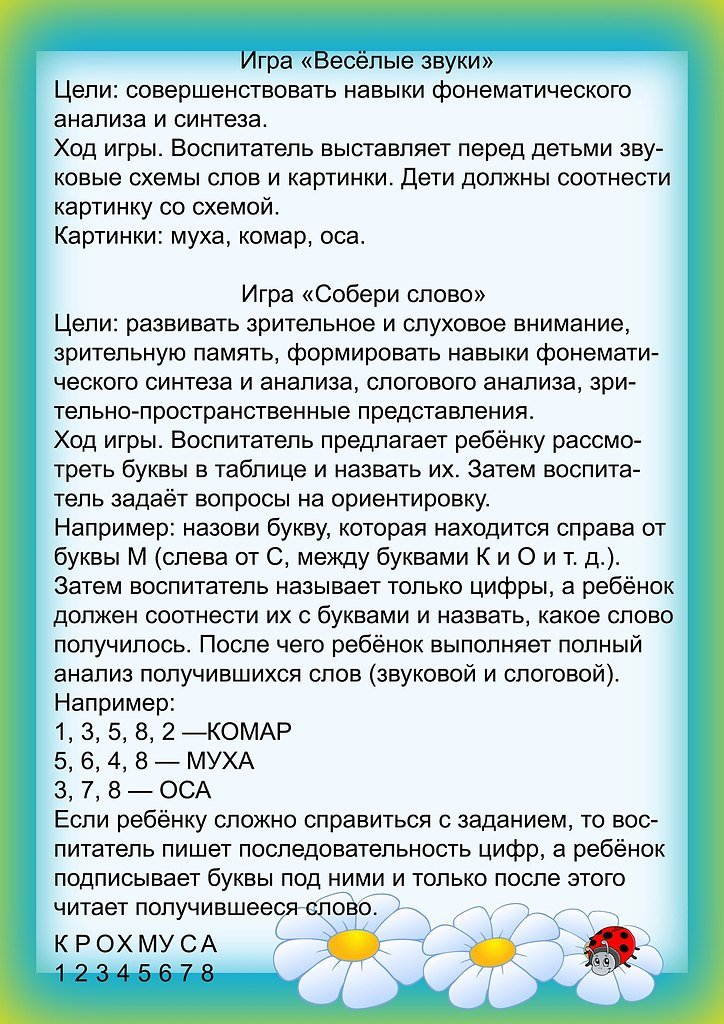 Игра «Весёлые звуки»
Цели: совершенствовать навыки фонематического
анализа и синтеза.
Ход игры. Воспитатель выставляет перед детьми зву-
ковые схемы слов и картинки. Дети должны соотнести
картинку со схемой.
Картинки: муха, комар, оса.
Игра «Собери слово»
Цели: развивать зрительное и слуховое внимание,
зрительную память, формировать навыки фонемати-
ческого синтеза и анализа, слогового анализа, зри-
тельно-пространственные представления.
Ход игры. Воспитатель предлагает ребёнку рассмо-
треть буквы в таблице и назвать их. Затем воспита-
тель задаёт вопросы на ориентировку.
Например: назови букву, которая находится справа от
буквы М (слева от С, между буквами К и О и т. д.).
Затем воспитатель называет только цифры, а ребёнок
должен соотнести их с буквами и назвать, какое слово
получилось. После чего ребёнок выполняет полный
анализ получившихся слов (звуковой и слоговой).
Например:
1, 3, 5, 8, 2 —КОМАР
5, 6, 4, 8 — МУХА
3, 7, 8 — ОСА
Если ребёнку сложно справиться с заданием, то вос-
питатель пишет последовательность цифр, а ребёнок
подписывает буквы под ними и только после этого
читает получившееся слово.
К Р О Х М У С А
1 2 3 4 5 6 7 8